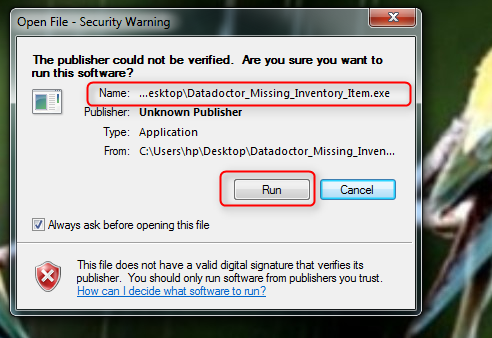 Open File - Security Warning
The publisher could not be verified.  Are you sure you want to
run this software?
Name: ...esktop\Datadoctor_Missing_Inventory_Item.exe
Publisher: Unknown Publisher
Type: Application
From: C:\Users\hp\Desktop\Datadoctor_Missing_Inven...
Run Cancel
Always ask before opening this file
This file does not have a valid digital signature that verifies its
publisher.  You should only run software from publishers you trust.
How can I decide what software to run?